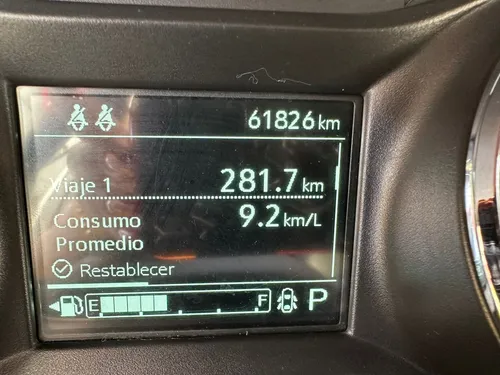 61826 km
Viaje 1 281.7 km
Consumo 9.2 km/L
Promedio
Restablecer
E F P